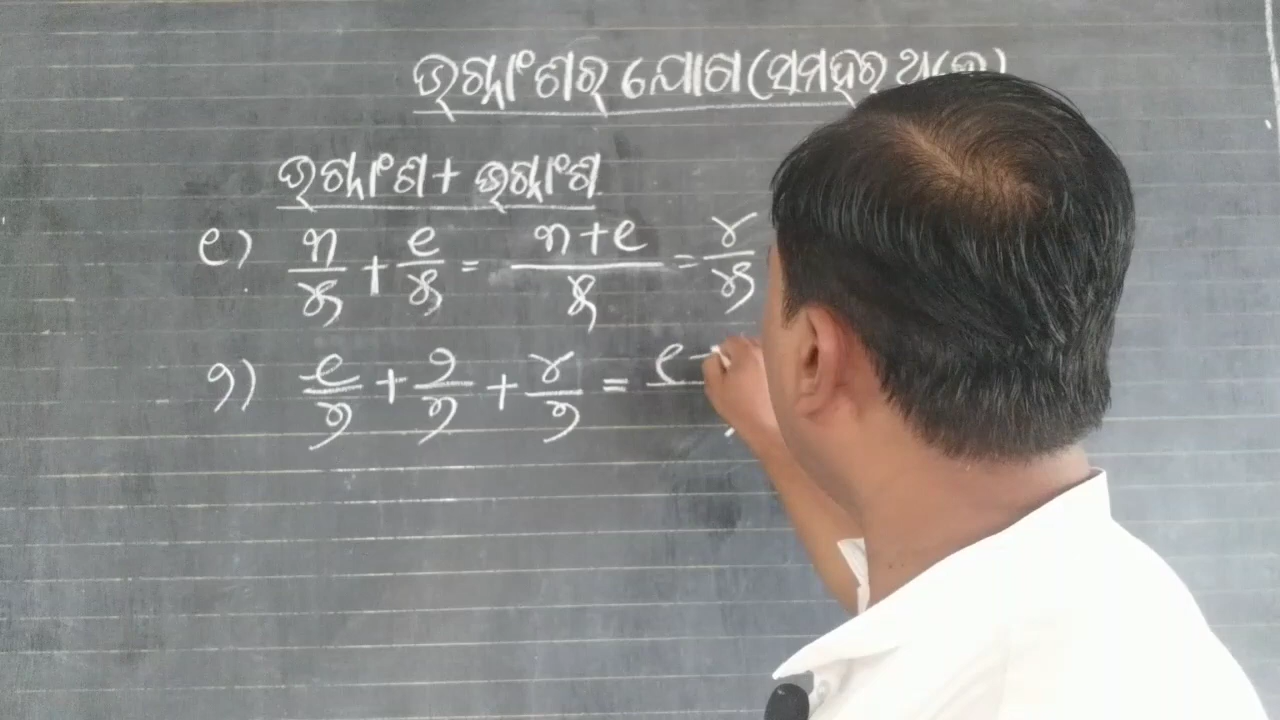 ଭଗ୍ନାଂଶର ଯୋଗ (ସମହର
ଭଗ୍ନାଂଶ + ଭଗ୍ନାଂଶ
୧) ୩/୫ + ୧/୫ = ୩+୧/୫ = ୪/୫
୨) ୧/୭ + ୨/୭ + ୪/୭ = ୧